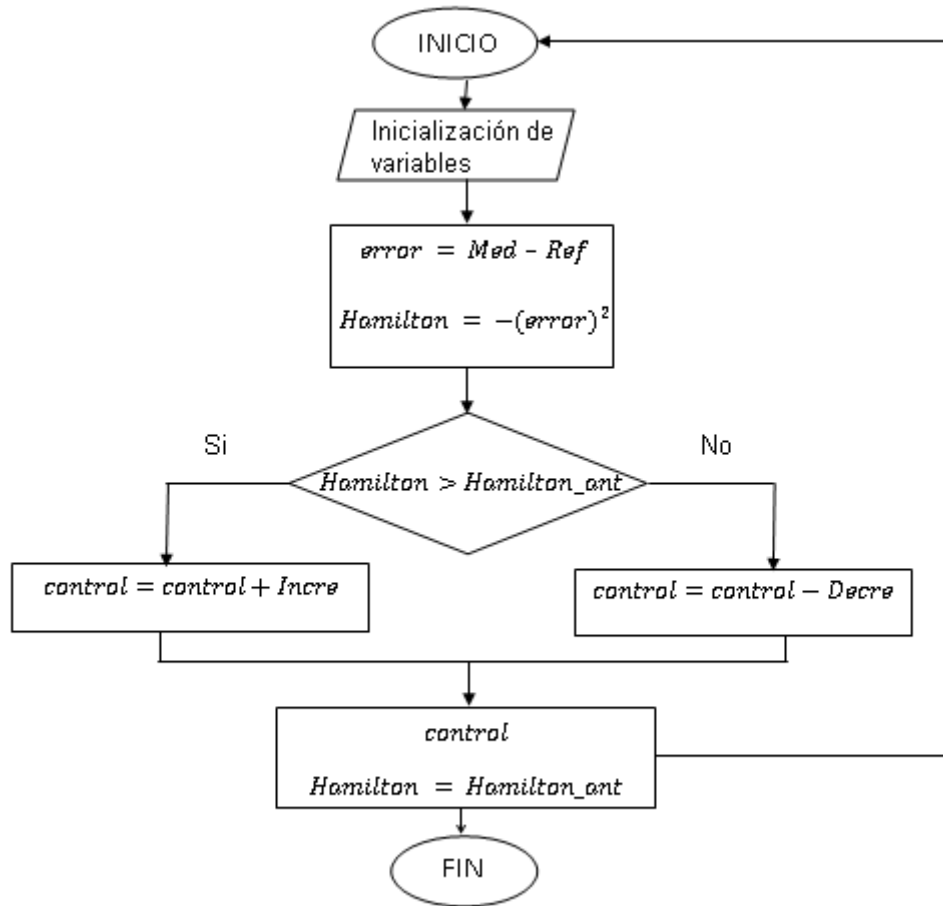 INICIO
Inicialización de
variables
error = Med - Ref
Hamilton = -(error)²
Si
No
Hamilton > Hamilton_ant
control = control + Incre
control = control − Decre
control
Hamilton = Hamilton_ant
FIN